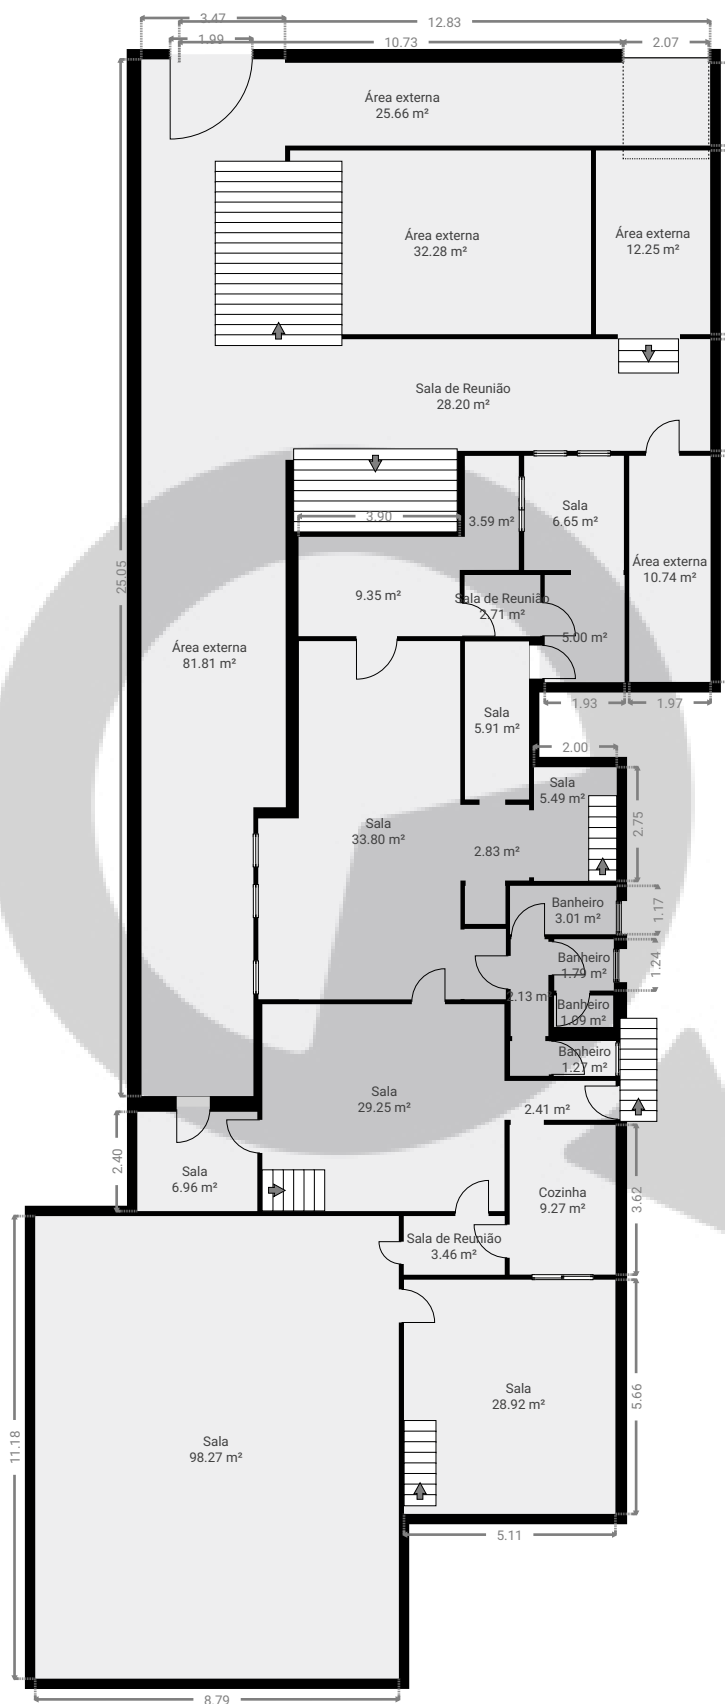 3.47
12.83
1.99
10.73
2.07
Área externa
25.66 m²
Área externa
32.28 m²
Área externa
12.25 m²
Sala de Reunião
28.20 m²
3.90
3.59 m²
Sala
6.65 m²
25.05
Área externa
10.74 m²
9.35 m²
Sala de Reunião
2.71 m²
5.00 m²
Área externa
81.81 m²
1.93
1.97
Sala
5.91 m²
2.00
Sala
5.49 m²
2.75
Sala
33.80 m²
2.83 m²
Banheiro
3.01 m²
1.17
Banheiro
1.79 m²
1.24
2.13 m²
Banheiro
1.09 m²
Banheiro
1.27 m²
Sala
29.25 m²
2.41 m²
2.40
Sala
6.96 m²
Cozinha
9.27 m²
3.62
Sala de Reunião
3.46 m²
Sala
28.92 m²
5.66
11.18
Sala
98.27 m²
5.11
8.79